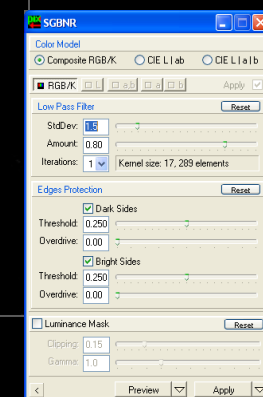 SGBNR
Color Model
Composite RGB/K CIE L | ab CIE L | a | b
RGB/K L a,b a b Apply
Low Pass Filter Reset
StdDev: 1.5
Amount: 0.80
Iterations: 1 Kernel size: 17, 289 elements
Edges Protection Reset
Dark Sides
Threshold: 0.250
Overdrive: 0.00
Bright Sides
Threshold: 0.250
Overdrive: 0.00
Luminance Mask Reset
Clipping: 0.15
Gamma: 1.0
< Preview Apply